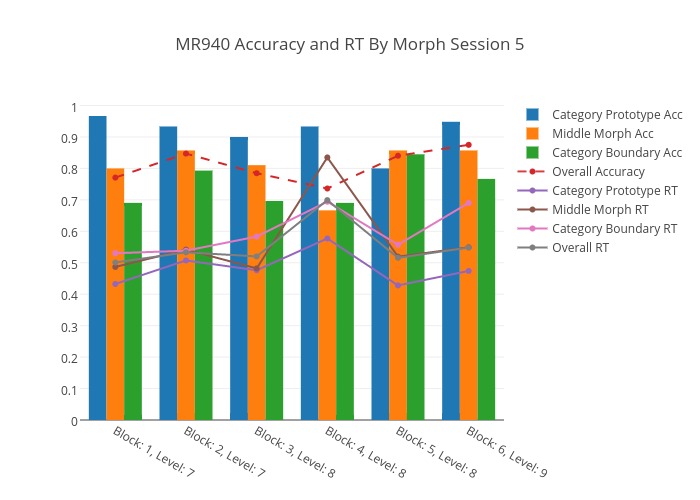 MR940 Accuracy and RT By Morph Session 5
1
0.9
0.8
0.7
0.6
0.5
0.4
0.3
0.2
0.1
0
Block: 1, Level: 7
Block: 2, Level: 7
Block: 3, Level: 8
Block: 4, Level: 8
Block: 5, Level: 8
Block: 6, Level: 9
Category Prototype Acc
Middle Morph Acc
Category Boundary Acc
Overall Accuracy
Category Prototype RT
Middle Morph RT
Category Boundary RT
Overall RT